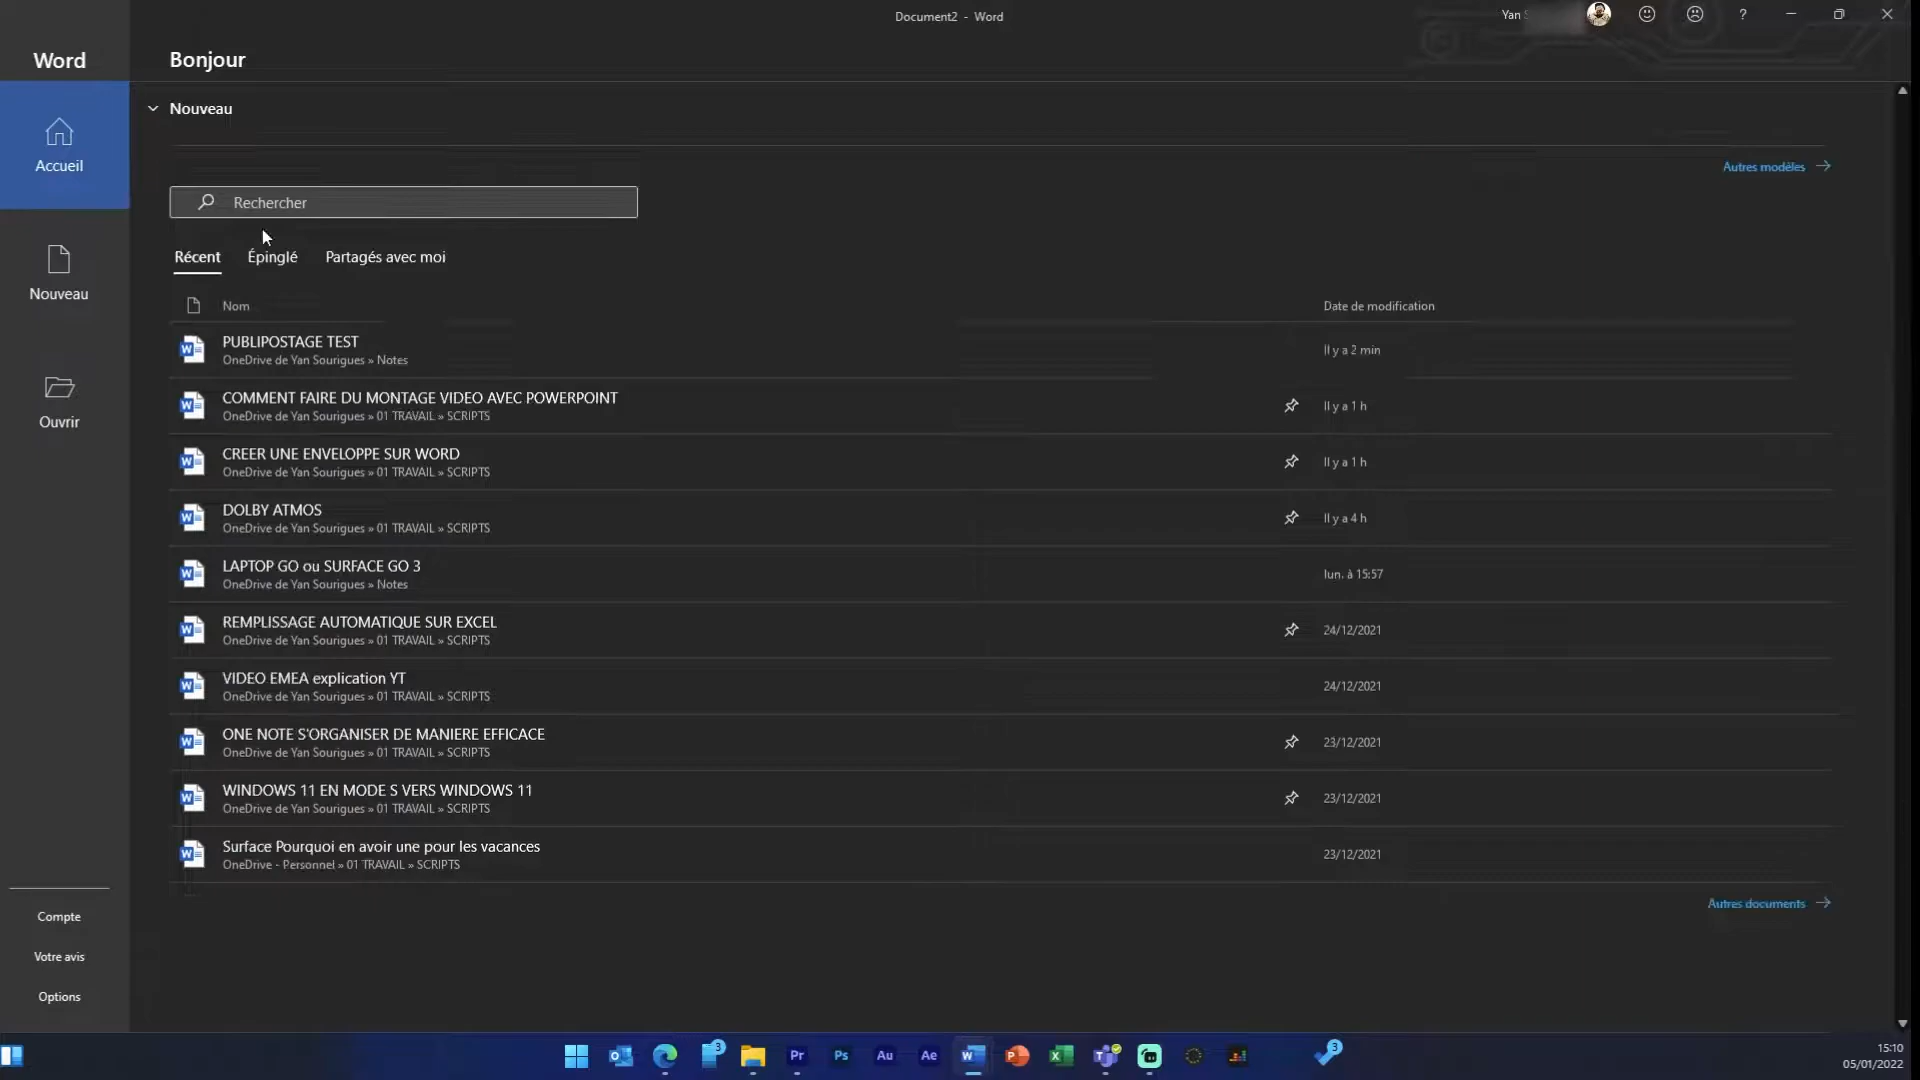 Document2 - Word
Yan
Word
Bonjour
Nouveau
Accueil
Autres modèles
Rechercher
Récent
Épinglé
Partagés avec moi
Nouveau
Nom
Date de modification
PUBLIPOSTAGE TEST
OneDrive de Yan Sourigues » Notes
Il y a 2 min
COMMENT FAIRE DU MONTAGE VIDEO AVEC POWERPOINT
OneDrive de Yan Sourigues » 01 TRAVAIL » SCRIPTS
Il y a 1 h
Ouvrir
CREER UNE ENVELOPPE SUR WORD
OneDrive de Yan Sourigues » 01 TRAVAIL » SCRIPTS
Il y a 1 h
DOLBY ATMOS
OneDrive de Yan Sourigues » 01 TRAVAIL » SCRIPTS
Il y a 4 h
LAPTOP GO ou SURFACE GO 3
OneDrive de Yan Sourigues » Notes
lun. à 15:57
REMPLISSAGE AUTOMATIQUE SUR EXCEL
OneDrive de Yan Sourigues » 01 TRAVAIL » SCRIPTS
24/12/2021
VIDEO EMEA explication YT
OneDrive de Yan Sourigues » 01 TRAVAIL » SCRIPTS
24/12/2021
ONE NOTE S'ORGANISER DE MANIERE EFFICACE
OneDrive de Yan Sourigues » 01 TRAVAIL » SCRIPTS
23/12/2021
WINDOWS 11 EN MODE S VERS WINDOWS 11
OneDrive de Yan Sourigues » 01 TRAVAIL » SCRIPTS
23/12/2021
Surface Pourquoi en avoir une pour les vacances
OneDrive - Personnel » 01 TRAVAIL » SCRIPTS
23/12/2021
Autres documents
Compte
Votre avis
Options
3
Pr
Ps
Au
Ae
3
15:10
05/01/2022